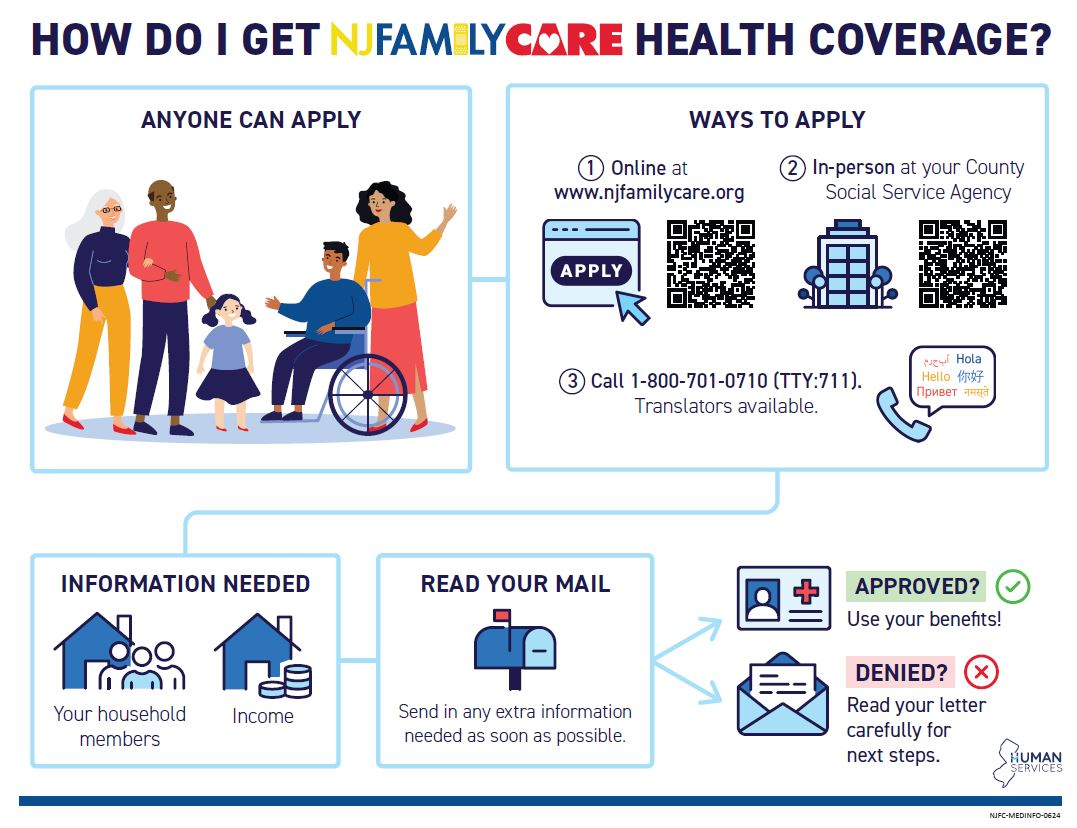 HOW DO I GET NJFAMILYCARE HEALTH COVERAGE?
ANYONE CAN APPLY
WAYS TO APPLY
1 Online at
www.njfamilycare.org
APPLY
2 In-person at your County
Social Service Agency
3 Call 1-800-701-0710 (TTY:711).
Translators available.
Hola
Hello 你好
Привет नमस्ते
INFORMATION NEEDED
Your household
members
Income
READ YOUR MAIL
Send in any extra information
needed as soon as possible.
APPROVED?
Use your benefits!
DENIED?
Read your letter
carefully for
next steps.
HUMAN
SERVICES
NJFC-MEDINFO-0624